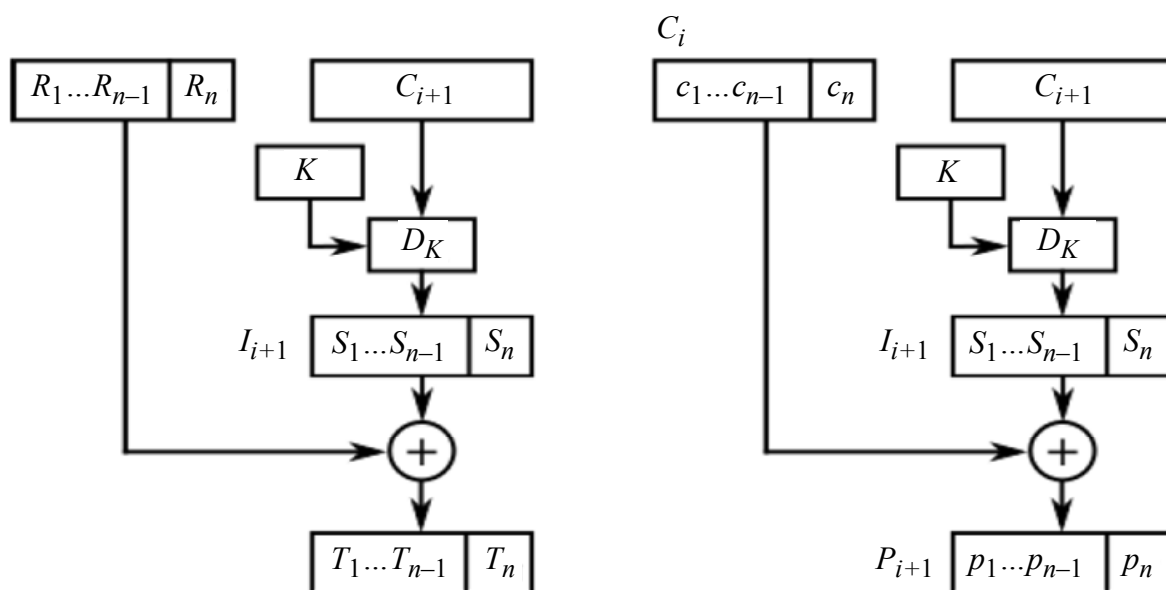 C_i
R_1...R_{n–1} R_n C_{i+1} c_1...c_{n–1} c_n C_{i+1}
K K
D_K D_K
I_{i+1} S_1...S_{n–1} S_n I_{i+1} S_1...S_{n–1} S_n
+ +
T_1...T_{n–1} T_n P_{i+1} p_1...p_{n–1} p_n